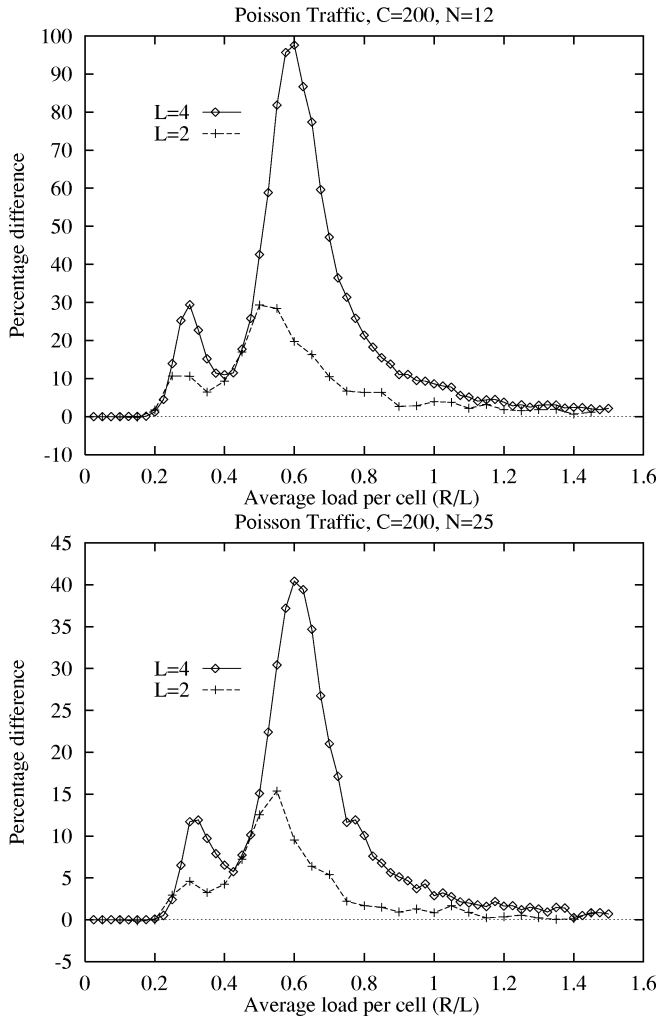 Poisson Traffic, C=200, N=12
100
90
80
70
60
50
40
30
20
10
0
-10
Percentage difference
L=4
L=2
0 0.2 0.4 0.6 0.8 1 1.2 1.4 1.6
Average load per cell (R/L)
Poisson Traffic, C=200, N=25
45
40
35
30
25
20
15
10
5
0
-5
Percentage difference
L=4
L=2
0 0.2 0.4 0.6 0.8 1 1.2 1.4 1.6
Average load per cell (R/L)